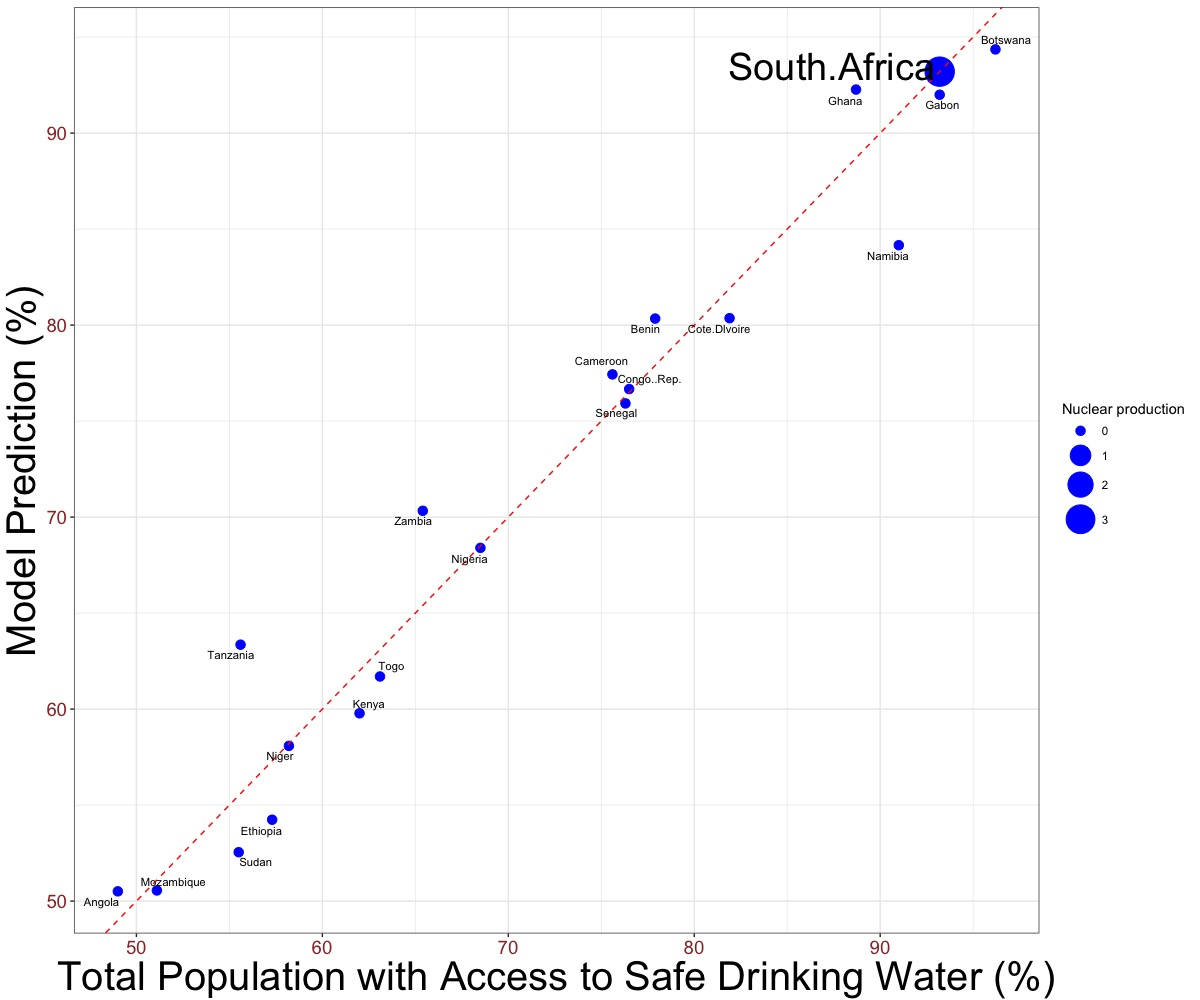 Botswana
South.Africa
Ghana
Gabon
90
Namibia
80
Benin
Cote.DIvoire
Cameroon
Congo..Rep.
Senegal
Nuclear production
0
1
2
3
70
Zambia
Nigeria
Tanzania
Togo
60
Kenya
Niger
Ethiopia
Sudan
Mozambique
50
Angola
50 60 70 80 90
Total Population with Access to Safe Drinking Water (%)
Model Prediction (%)